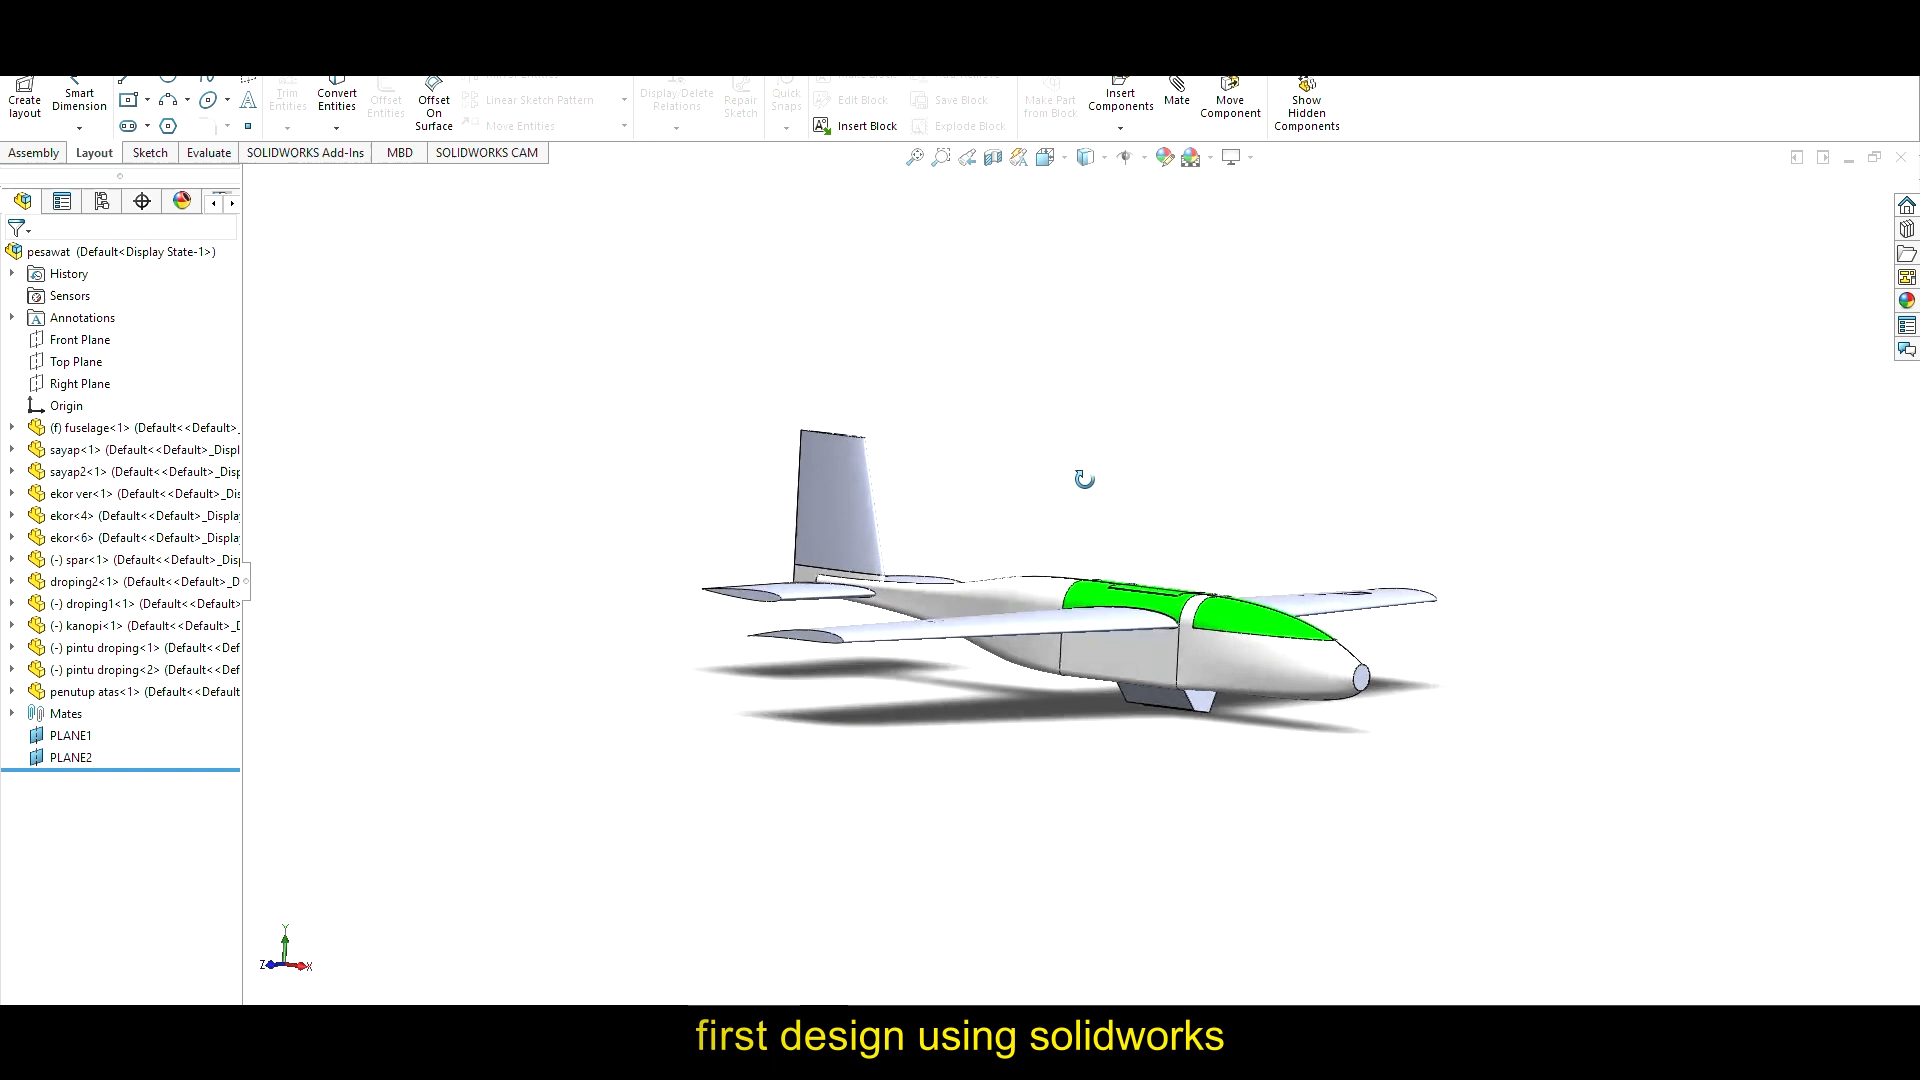 Create
layout
Smart
Dimension
Trim
Entities
Convert
Entities
Offset
Entities
Offset
On
Surface
Linear Sketch Pattern
Move Entities
Display/Delete
Relations
Repair
Sketch
Quick
Snaps
Edit Block
Insert Block
Save Block
Explode Block
Make Part
from Block
Insert
Components
Mate
Move
Component
Show
Hidden
Components
Assembly Layout Sketch Evaluate SOLIDWORKS Add-Ins MBD SOLIDWORKS CAM
pesawat (Default<Display State-1>)
History
Sensors
Annotations
Front Plane
Top Plane
Right Plane
Origin
(f) fuselage<1> (Default<<Default>_
sayap<1> (Default<<Default>_Displ
sayap2<1> (Default<<Default>_Disp
ekor ver<1> (Default<<Default>_Dis
ekor<4> (Default<<Default>_Displa
ekor<6> (Default<<Default>_Displa
(-) spar<1> (Default<<Default>_Disp
droping2<1> (Default<<Default>_D
(-) droping1<1> (Default<<Default>
(-) kanopi<1> (Default<<Default>_D
(-) pintu droping<1> (Default<<Def
(-) pintu droping<2> (Default<<Def
penutup atas<1> (Default<<Default
Mates
PLANE1
PLANE2
Y
Z X
first design using solidworks